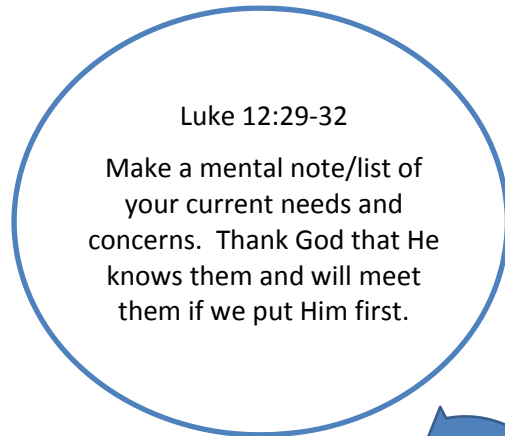 Luke 12:29-32
Make a mental note/list of
your current needs and
concerns.  Thank God that He
knows them and will meet
them if we put Him first.